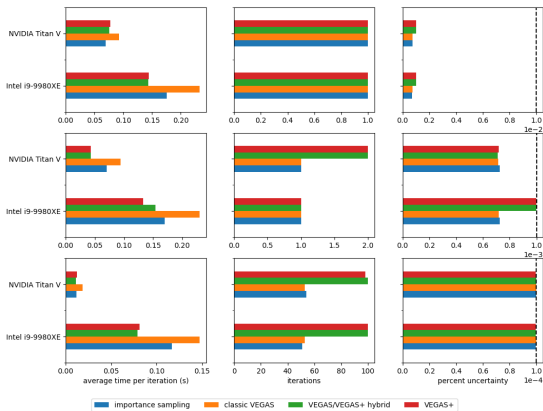 NVIDIA Titan V
Intel i9-9980XE
0.00 0.05 0.10 0.15 0.20
0.0 0.2 0.4 0.6 0.8 1.0
0.0 0.2 0.4 0.6 0.8 1.0
1e−2
NVIDIA Titan V
Intel i9-9980XE
0.00 0.05 0.10 0.15 0.20
0.0 0.5 1.0 1.5 2.0
0.0 0.2 0.4 0.6 0.8 1.0
1e−3
NVIDIA Titan V
Intel i9-9980XE
0.00 0.05 0.10 0.15
0 20 40 60 80 100
0.0 0.2 0.4 0.6 0.8 1.0
average time per iteration (s)
iterations
percent uncertainty
1e−4
importance sampling
classic VEGAS
VEGAS/VEGAS+ hybrid
VEGAS+